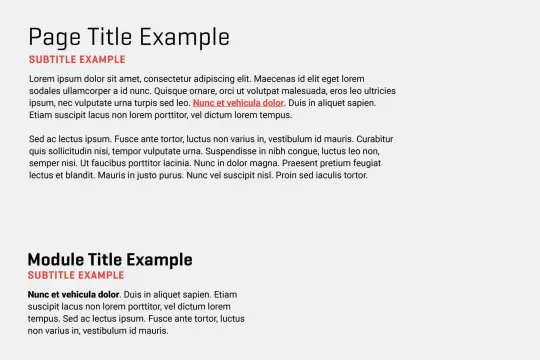 Page Title Example
SUBTITLE EXAMPLE
Lorem ipsum dolor sit amet, consectetur adipiscing elit. Maecenas id elit eget lorem
sodales ullamcorper a id nunc. Quisque ornare, orci ut volutpat malesuada, eros leo ultricies
ipsum, nec vulputate urna turpis sed leo. Nunc et vehicula dolor. Duis in aliquet sapien.
Etiam suscipit lacus non lorem porttitor, vel dictum lorem tempus.
Sed ac lectus ipsum. Fusce ante tortor, luctus non varius in, vestibulum id mauris. Curabitur
quis sollicitudin nisi, tempor vulputate urna. Suspendisse in nibh congue, luctus leo non,
semper nisi. Ut faucibus porttitor lacinia. Nunc in dolor magna. Praesent pretium feugiat
lectus et blandit. Mauris in justo purus. Nunc vel suscipit nisl. Proin sed iaculis tortor.
Module Title Example
SUBTITLE EXAMPLE
Nunc et vehicula dolor. Duis in aliquet sapien. Etiam
suscipit lacus non lorem porttitor, vel dictum lorem
tempus. Sed ac lectus ipsum. Fusce ante tortor, luctus
non varius in, vestibulum id mauris.